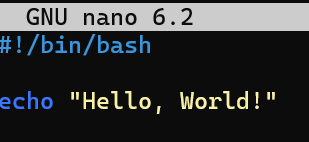 GNU nano 6.2
#!/bin/bash
echo "Hello, World!"